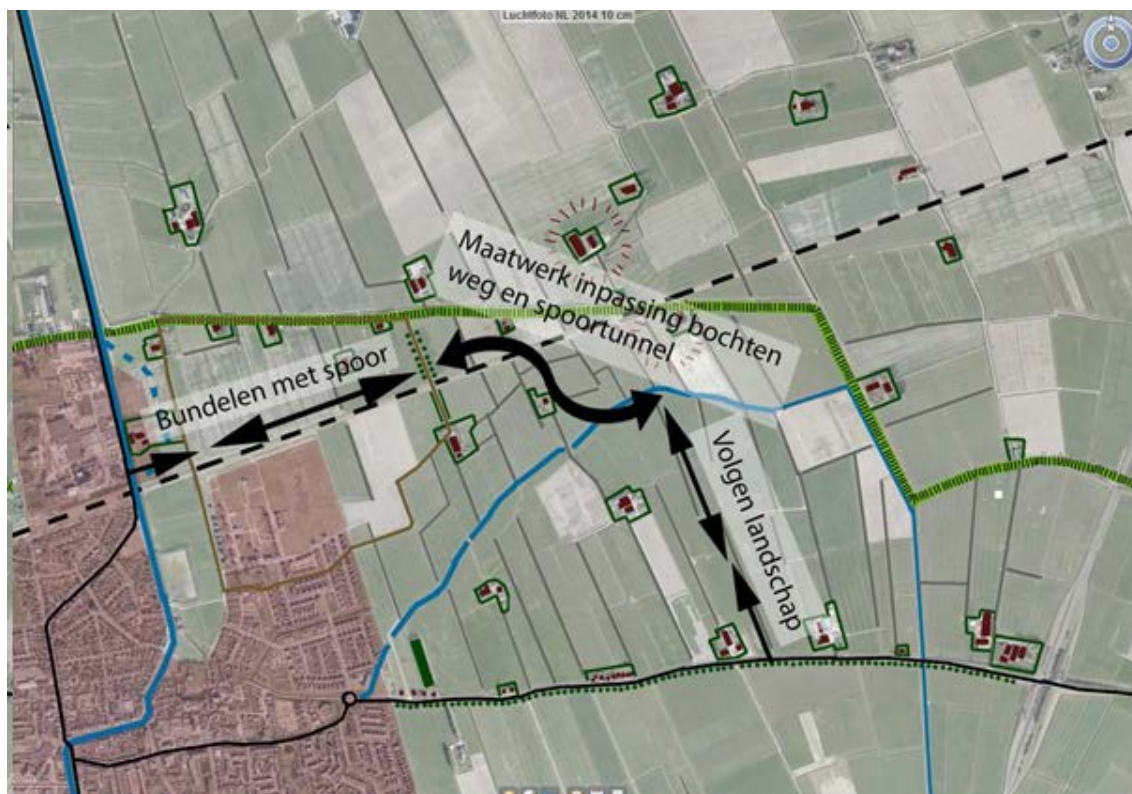 Luchtfoto NL 2014 10 cm
N
Maatwerk inpassing bochten
weg en spoortunnel
Bundelen met spoor
Volgen landschap